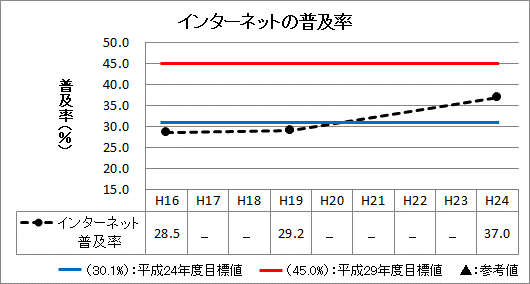 インターネットの普及率
普及率(%)
50.0
45.0
40.0
35.0
30.0
25.0
20.0
15.0
H16 H17 H18 H19 H20 H21 H22 H23 H24
インターネット
普及率
28.5 _ _ 29.2 _ _ _ _ 37.0
(30.1%):平成24年度目標値 (45.0%):平成29年度目標値 ▲:参考値